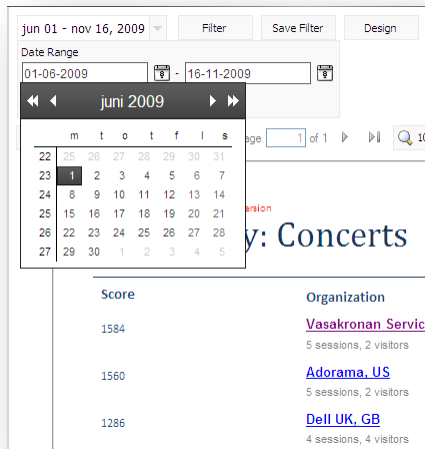 jun 01 - nov 16, 2009
Filter
Save Filter
Design
Date Range
01-06-2009 - 16-11-2009
juni 2009
m t o t f l s
22 25 26 27 28 29 30 31
23 1 2 3 4 5 6 7
24 8 9 10 11 12 13 14
25 15 16 17 18 19 20 21
26 22 23 24 25 26 27 28
27 29 30 1 2 3 4 5
age 1 of 1
10
ersion
y: Concerts
Score Organization
1584 Vasakronan Servic
5 sessions, 2 visitors
1560 Adorama, US
5 sessions, 2 visitors
1286 Dell UK, GB
4 sessions, 4 visitors